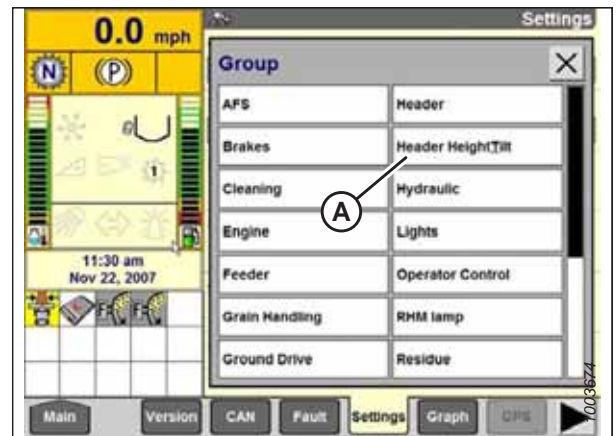 0.0 mph
Settings
N
(P)
Group
X
AFS
Header
Brakes
Header Height/Tilt
Cleaning
Hydraulic
A
1
Engine
Lights
11:30 am
Nov 22, 2007
Feeder
Operator Control
Grain Handling
RHM lamp
Ground Drive
Residue
1003674
Main
Version
CAN
Fault
Settings
Graph
GPS